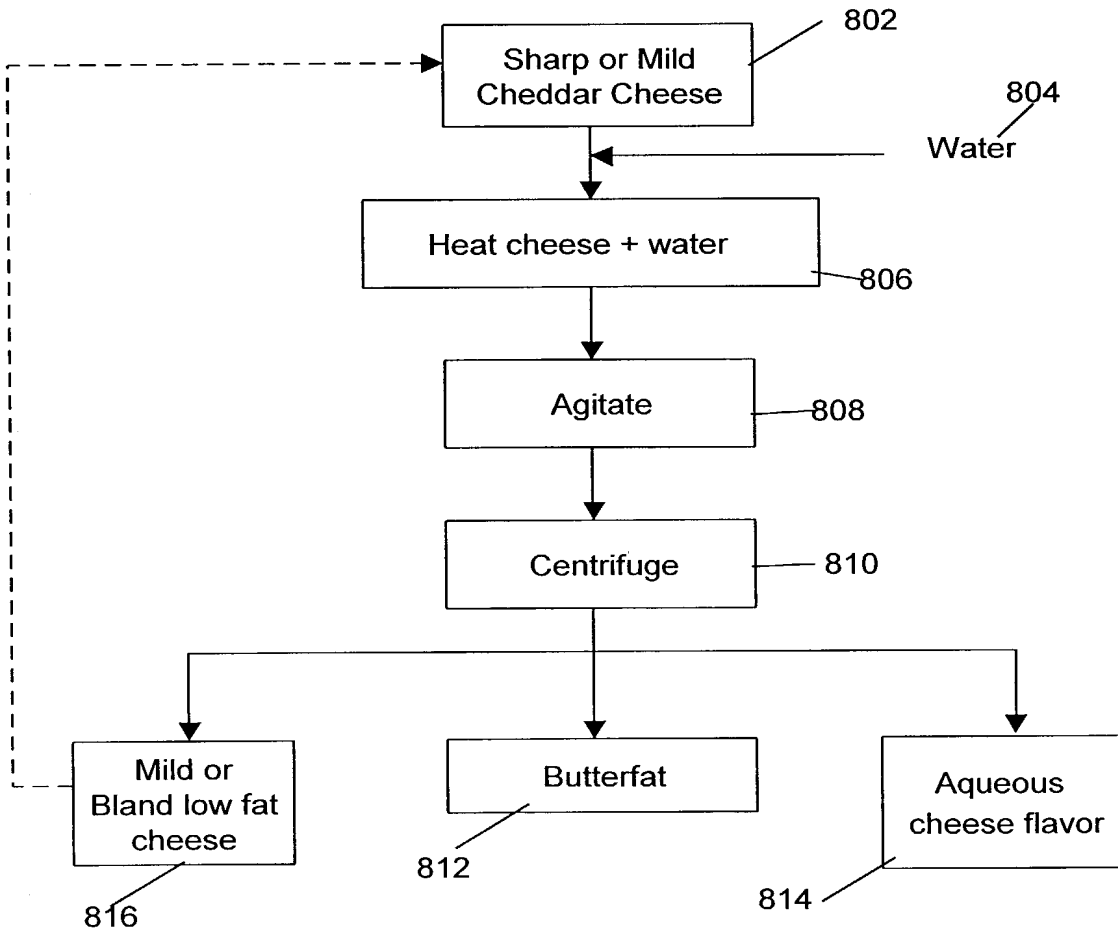 802
Sharp or Mild
Cheddar Cheese
804
Water
Heat cheese + water
806
Agitate
808
Centrifuge
810
Mild or
Bland low fat
cheese
816
Butterfat
812
Aqueous
cheese flavor
814